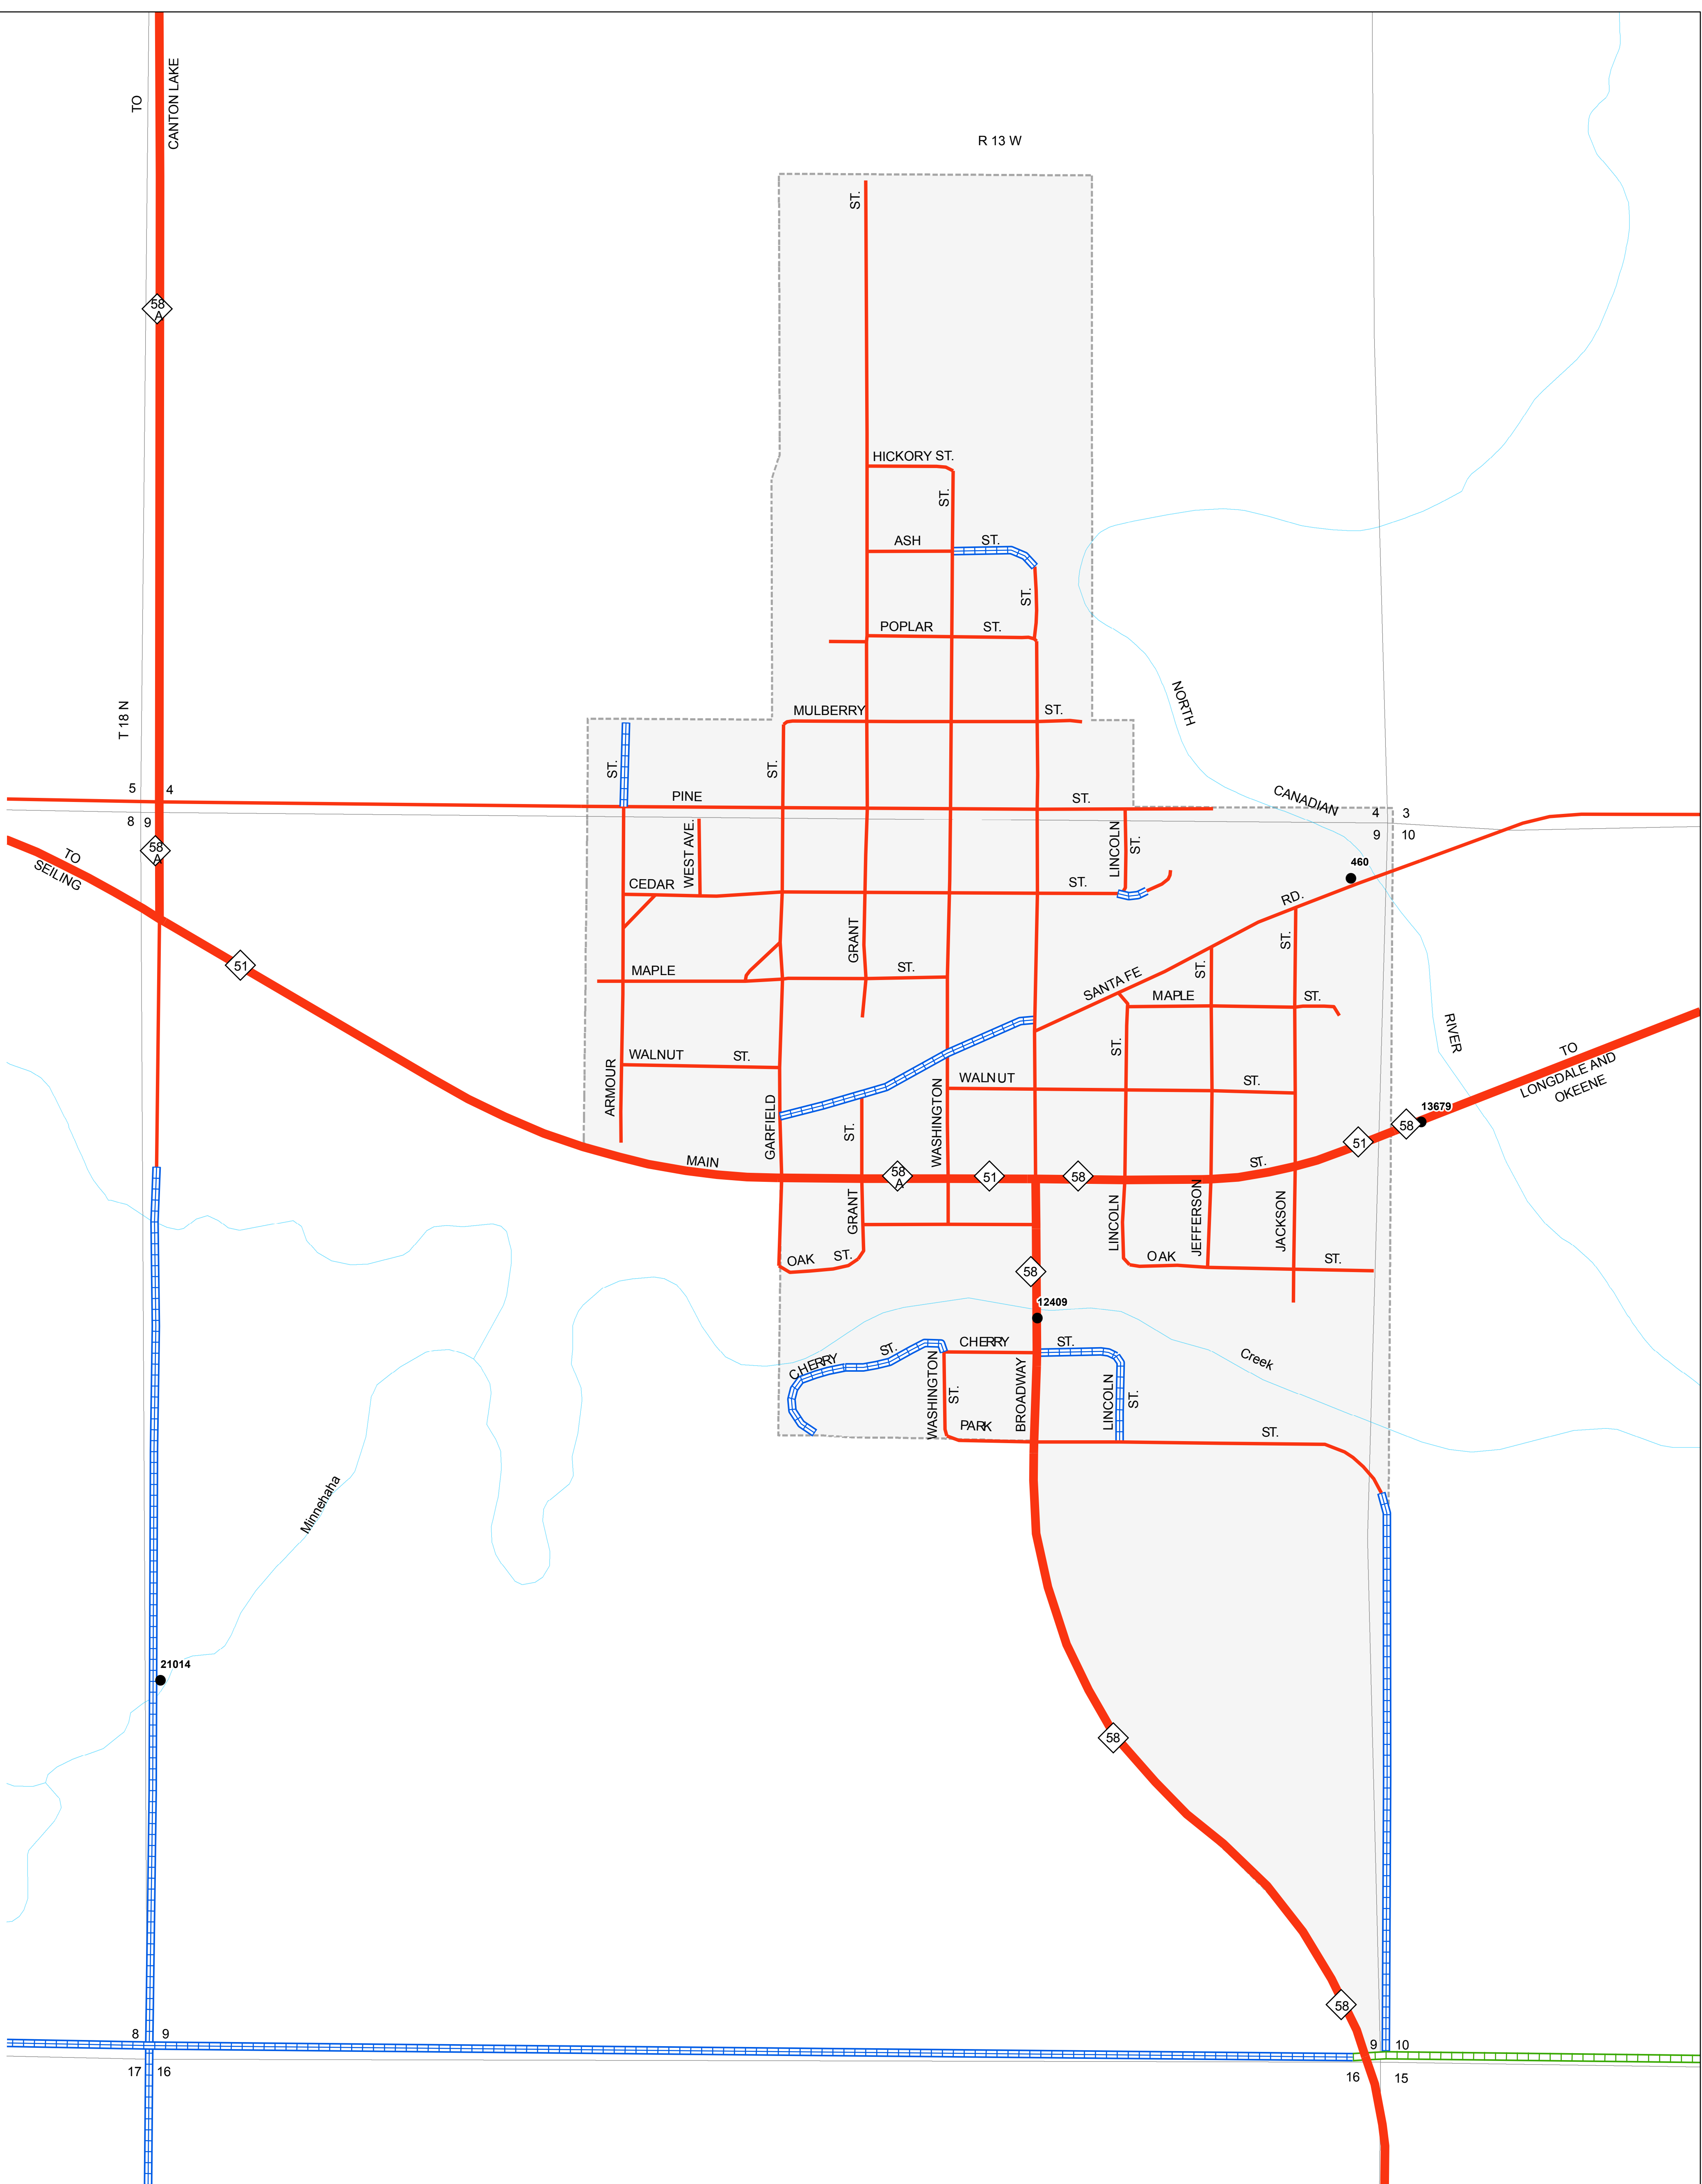 TO
CANTON LAKE
R 13 W
ST.
58
A
HICKORY ST.
ST.
ASH
ST.
ST.
POPLAR
ST.
NORTH
T 18 N
MULBERRY
ST.
ST.
ST.
5
4
PINE
ST.
CANADIAN
4
3
8
9
9
10
58
A
TO
SEILING
WEST AVE.
LINCOLN
ST.
460
CEDAR
ST.
RD.
GRANT
ST.
51
MAPLE
ST.
ST.
SANTA FE
MAPLE
ST.
RIVER
ST.
WALNUT
ST.
TO
LONGDALE AND
OKEENE
ARMOUR
WALNUT
ST.
GARFIELD
ST.
WASHINGTON
13679
58
51
MAIN
ST.
58
A
51
58
GRANT
LINCOLN
JEFFERSON
JACKSON
OAK
ST.
OAK
ST.
58
12409
CHERRY
ST.
CHERRY
ST.
Creek
WASHINGTON
ST.
BROADWAY
LINCOLN
ST.
PARK
ST.
Minnehaha
21014
58
58
8
9
9
10
17
16
16
15